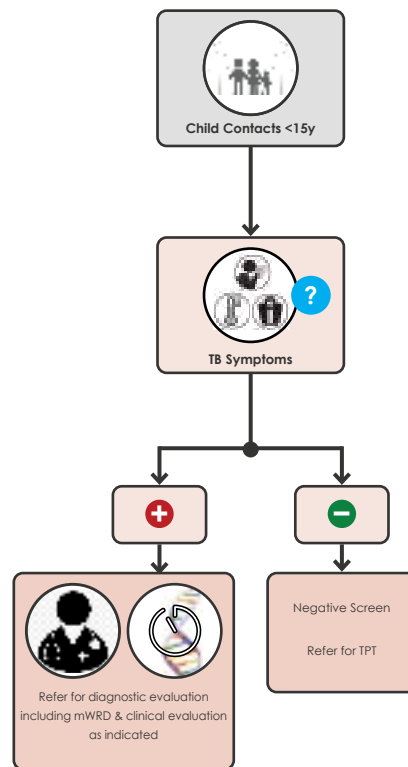 Child Contacts <15y
?
TB Symptoms
Negative Screen
Refer for TPT
Refer for diagnostic evaluation
including mWRD & clinical evaluation
as indicated